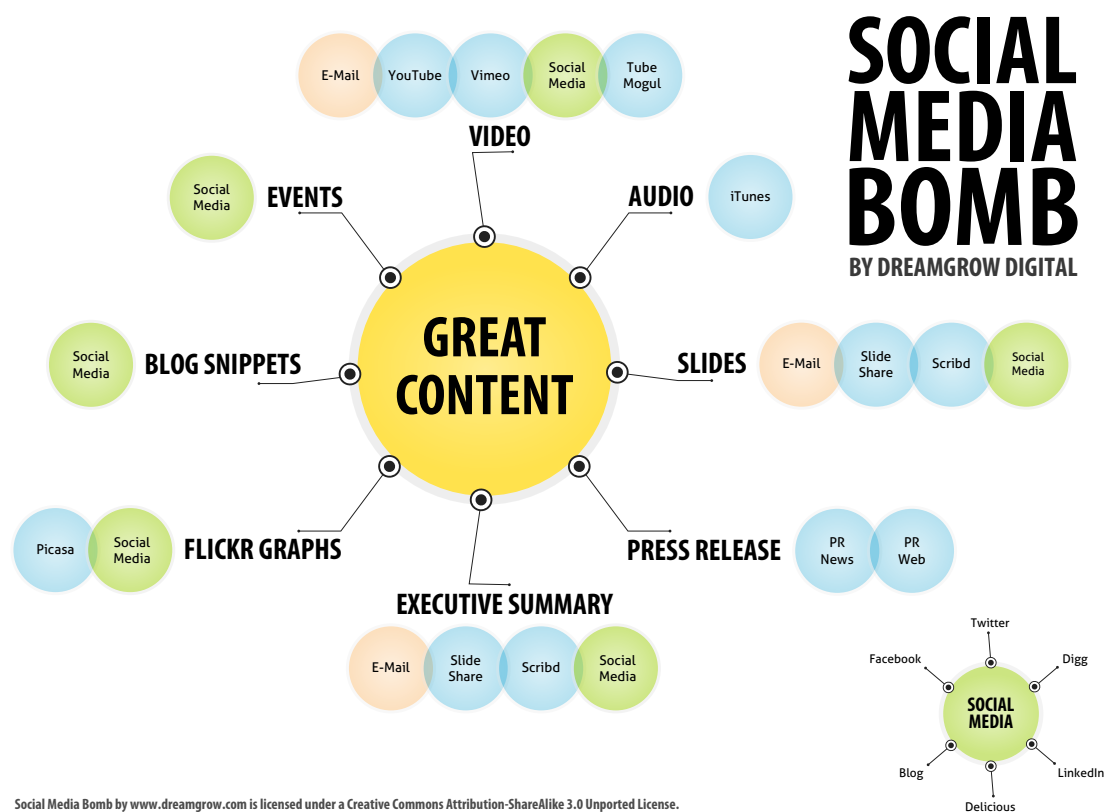 SOCIAL
MEDIA
BOMB
BY DREAMGROW DIGITAL
E-Mail
YouTube
Vimeo
Social
Media
Tube
Mogul
VIDEO
Social
Media
EVENTS
AUDIO
iTunes
GREAT
CONTENT
Social
Media
BLOG SNIPPETS
SLIDES
E-Mail
Slide
Share
Scribd
Social
Media
Picasa
Social
Media
FLICKR GRAPHS
PRESS RELEASE
PR
News
PR
Web
EXECUTIVE SUMMARY
E-Mail
Slide
Share
Scribd
Social
Media
Twitter
Facebook
Digg
SOCIAL
MEDIA
Blog
LinkedIn
Delicious
Social Media Bomb by www.dreamgrow.com is licensed under a Creative Commons Attribution-ShareAlike 3.0 Unported License.